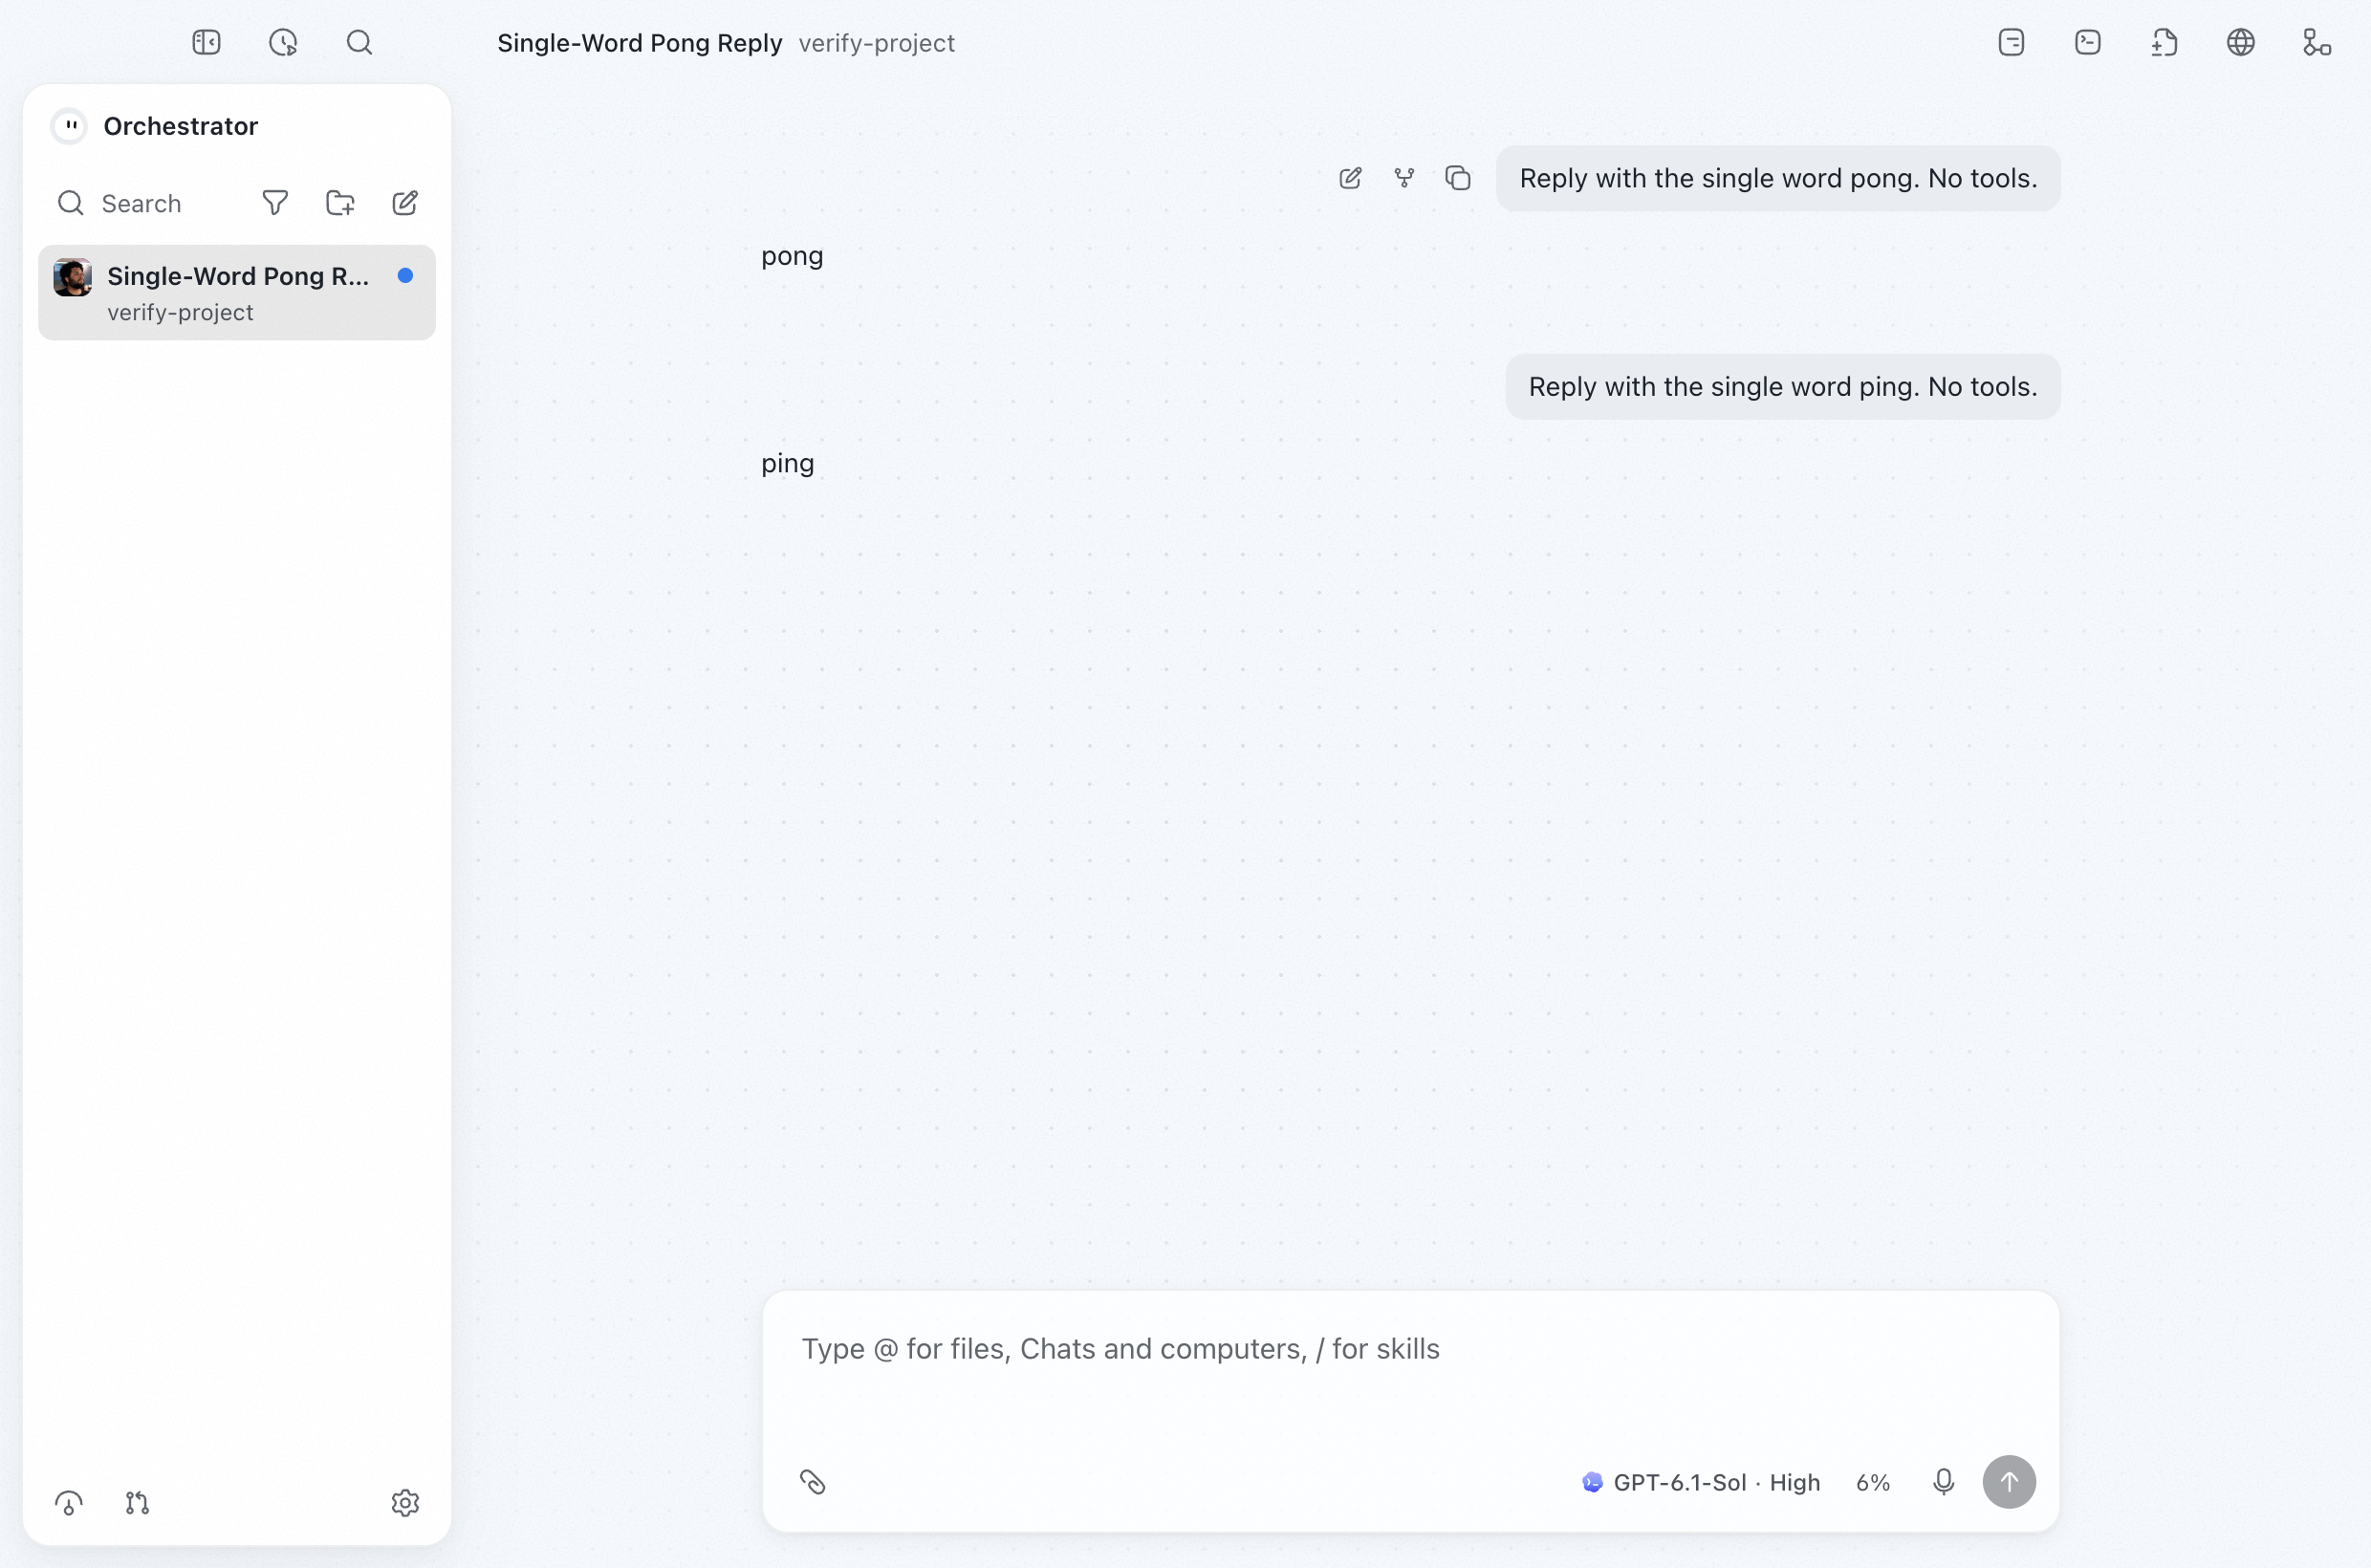 Single-Word Pong Reply verify-project
Orchestrator
Search
Single-Word Pong R...
verify-project
Reply with the single word pong. No tools.
pong
Reply with the single word ping. No tools.
ping
Type @ for files, Chats and computers, / for skills
GPT-6.1-Sol · High 6%